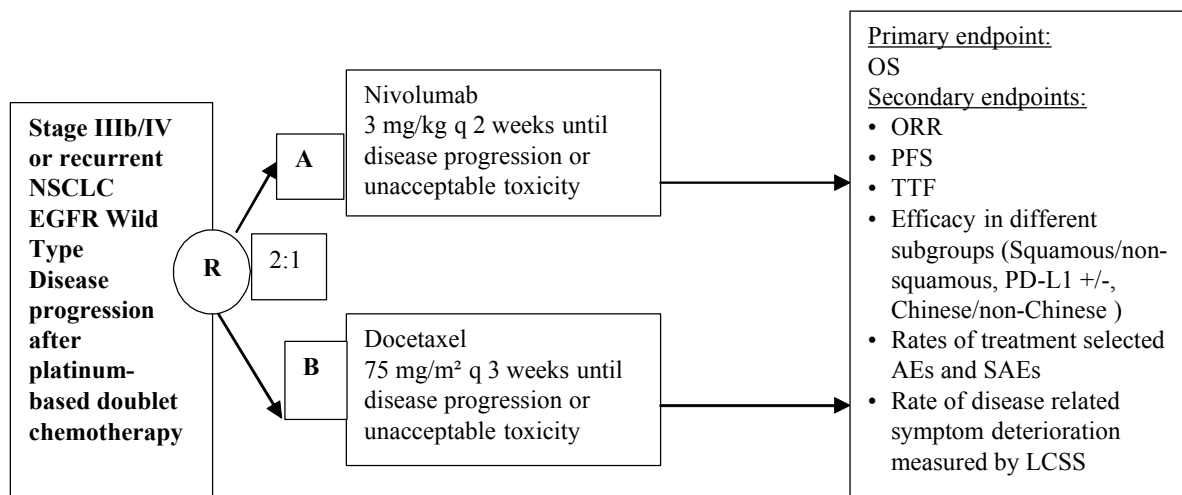 Stage IIIb/IV
or recurrent
NSCLC
EGFR Wild
Type
Disease
progression
after
platinum-
based doublet
chemotherapy
R
2:1
A
Nivolumab
3 mg/kg q 2 weeks until
disease progression or
unacceptable toxicity
B
Docetaxel
75 mg/m² q 3 weeks until
disease progression or
unacceptable toxicity
Primary endpoint:
OS
Secondary endpoints:
• ORR
• PFS
• TTF
• Efficacy in different
subgroups (Squamous/non-
squamous, PD-L1 +/-,
Chinese/non-Chinese )
• Rates of treatment selected
AEs and SAEs
• Rate of disease related
symptom deterioration
measured by LCSS